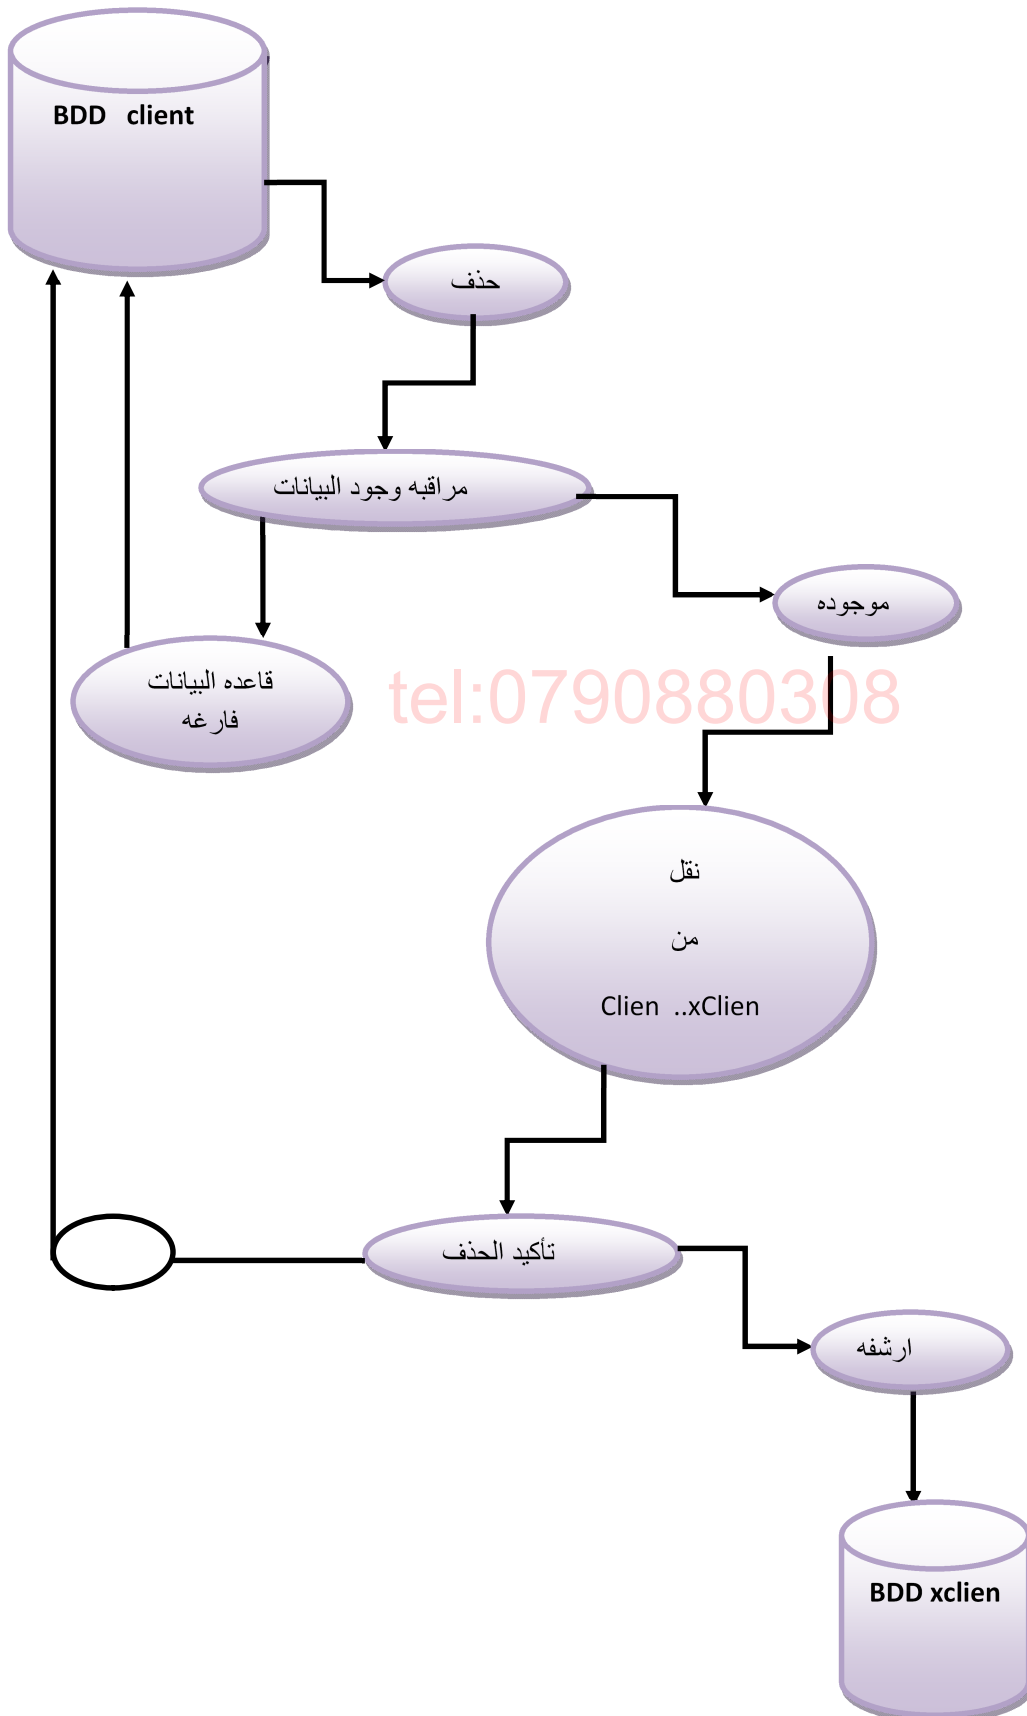 BDD client
حذف
مراقبه وجود البيانات
موجوده
قاعده البيانات
فارغه
tel:0790880308
نقل
من
Clien ..xClien
تأكيد الحذف
ارشفه
BDD xclien